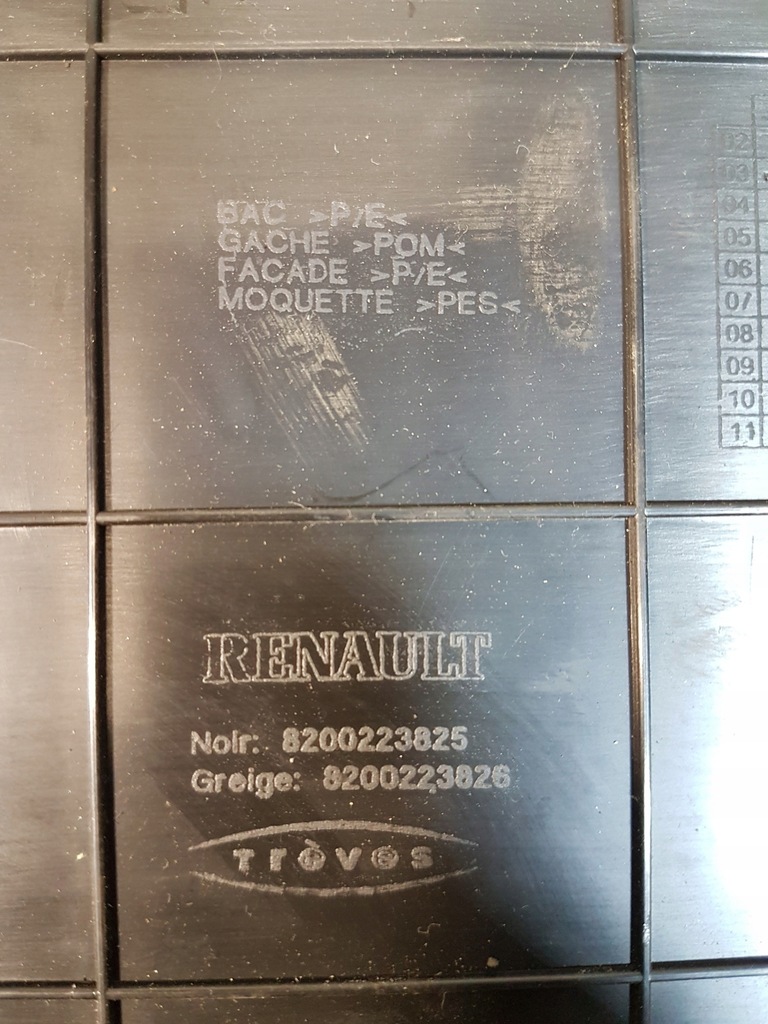 BAC >P/E<
GACHE >POM<
FACADE >P/E<
MOQUETTE >PES<
02
03
04
05
06
07
08
09
10
11
RENAULT
Noir: 8200223825
Greige: 8200223826
Trèves